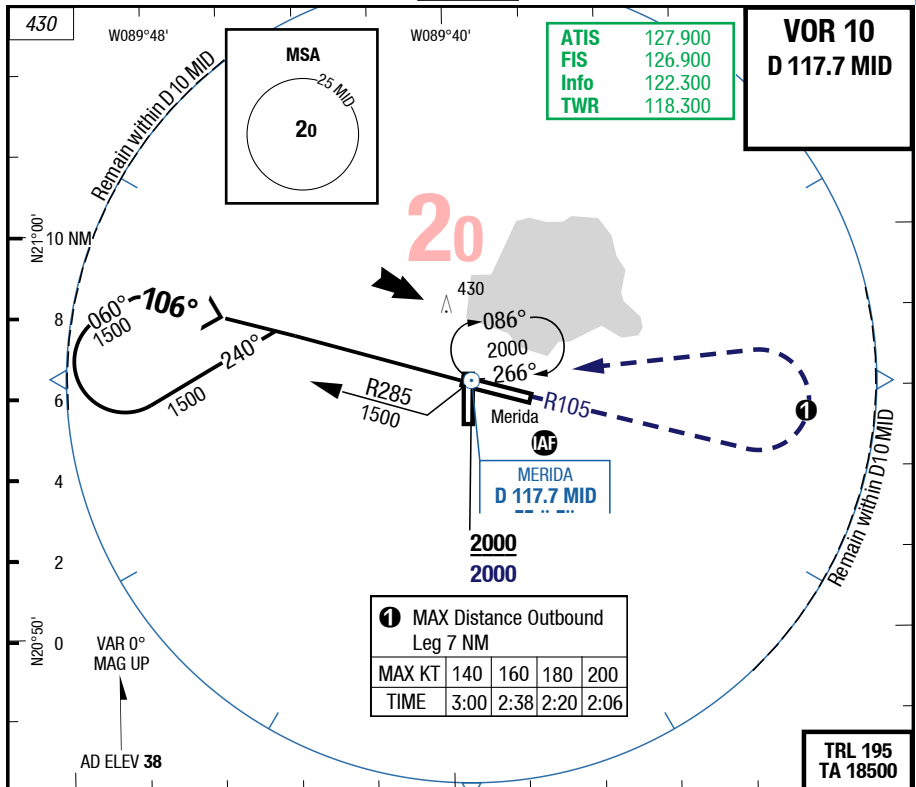 430
W089°48'
W089°40'
MSA
25 MID
20
ATIS 127.900
FIS 126.900
Info 122.300
TWR 118.300
VOR 10
D 117.7 MID
Remain within D10 MID
N21°00'
10 NM
8
6
4
2
0
N20°50'
20
430
106°
060°
1500
240°
1500
086°
2000
266°
R285
1500
R105
1
Merida
IAF
MERIDA
D 117.7 MID
2000
2000
Remain within D10 MID
1 MAX Distance Outbound
Leg 7 NM
MAX KT 140 160 180 200
TIME 3:00 2:38 2:20 2:06
VAR 0°
MAG UP
AD ELEV 38
TRL 195
TA 18500